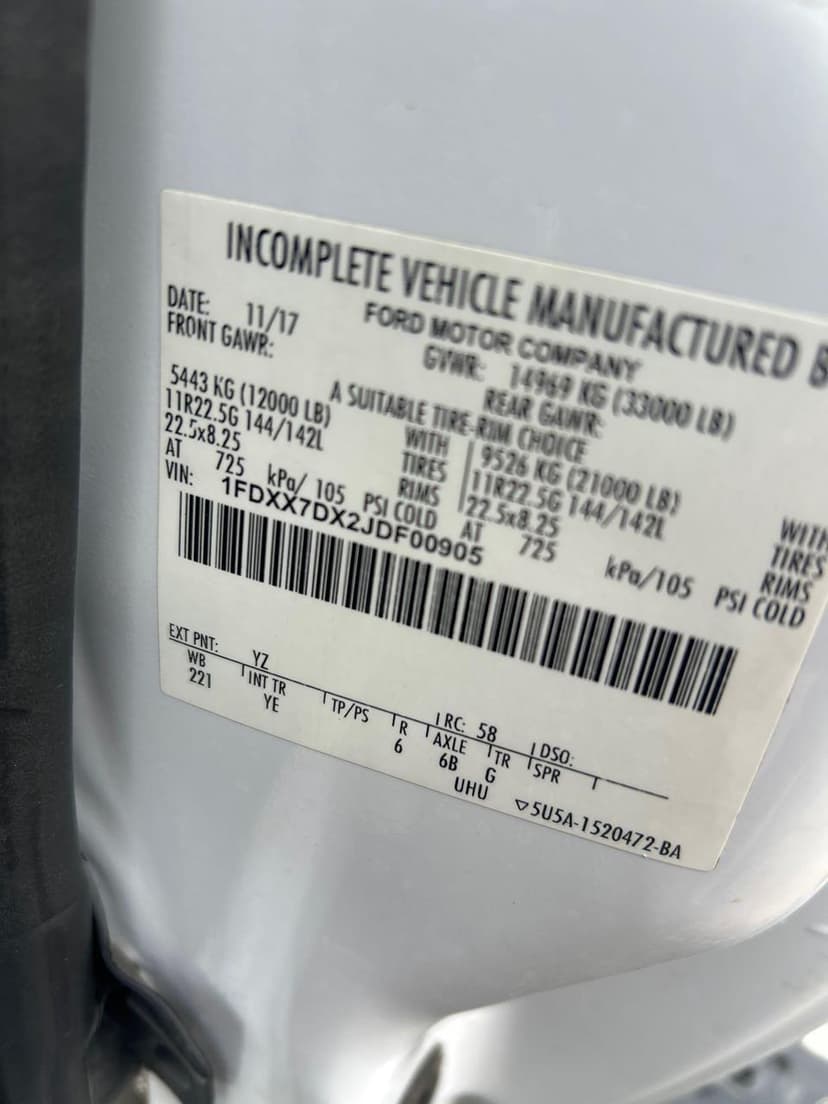 INCOMPLETE VEHICLE MANUFACTURED B
DATE: 11/17 FORD MOTOR COMPANY
FRONT GAWR: GVWR: 14969 KG (33000 LB)
REAR GAWR:
A SUITABLE TIRE-RIM CHOICE
5443 KG (12000 LB) WITH 9526 KG (21000 LB) WITH
11R22.5G 144/142L TIRES 11R22.5G 144/142L TIRES
22.5x8.25 RIMS 22.5x8.25 RIMS
AT 725 kPa/ 105 PSI COLD AT 725 kPa/105 PSI COLD
VIN: 1FDXX7DX2JDF00905
EXT PNT: YZ RC: 58 DSO:
WB INT TR TP/PS R AXLE TR SPR
221 YE 6 6B G
UHU ▽5U5A-1520472-BA